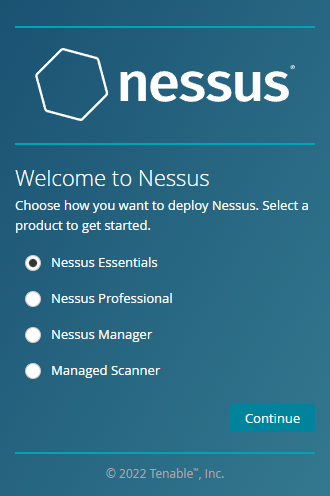 nessus®
Welcome to Nessus
Choose how you want to deploy Nessus. Select a
product to get started.
Nessus Essentials
Nessus Professional
Nessus Manager
Managed Scanner
Continue
© 2022 Tenable™, Inc.